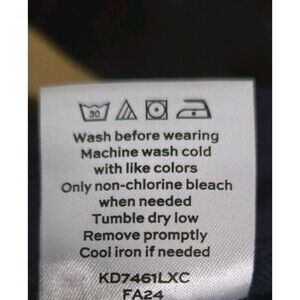 30
Wash before wearing
Machine wash cold
with like colors
Only non-chlorine bleach
when needed
Tumble dry low
Remove promptly
Cool iron if needed
KD7461LXC
FA24